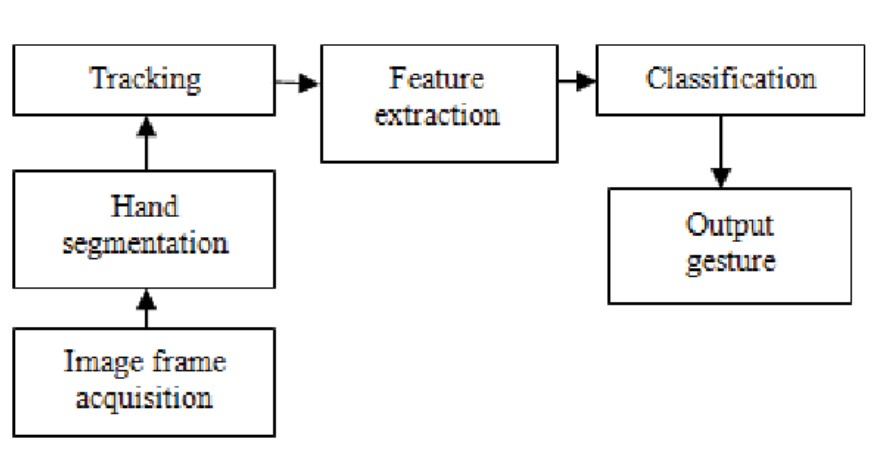 Tracking
Feature
extraction
Classification
Hand
segmentation
Output
gesture
Image frame
acquisition